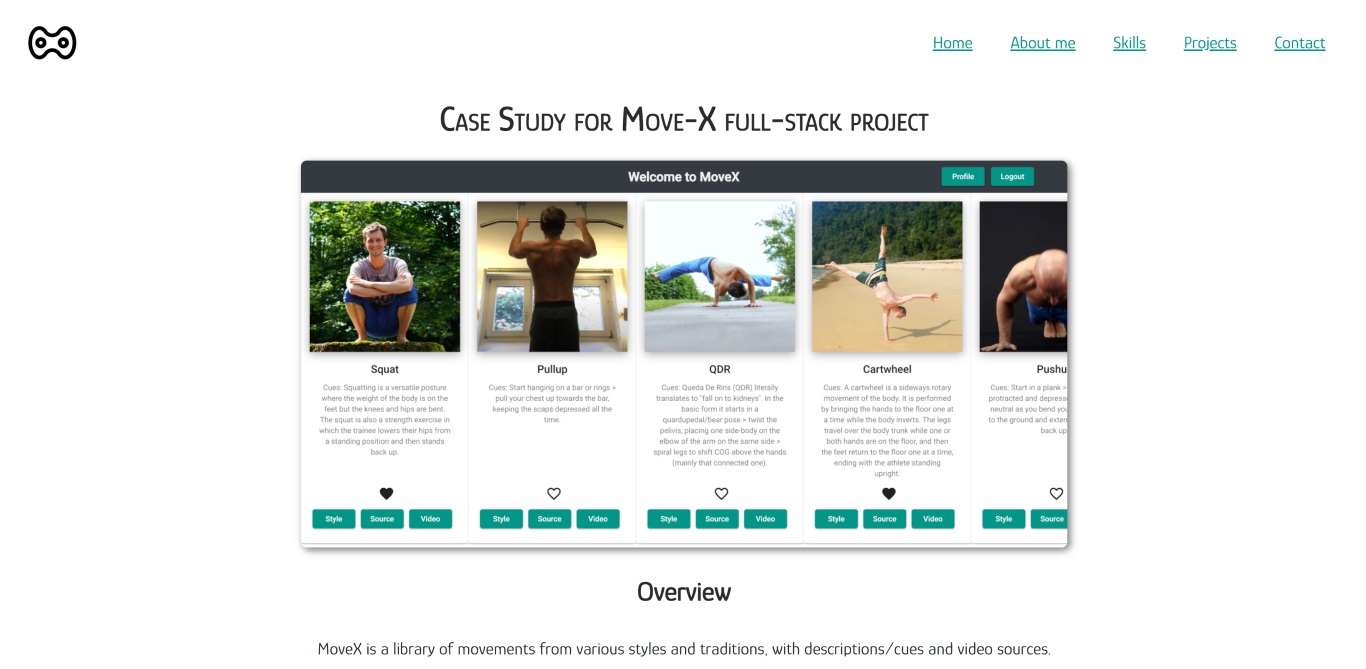 Home About me Skills Projects Contact
Case Study for Move-X full-stack project
Welcome to MoveX
Profile Logout
Squat
Cues: Squatting is a versatile posture
where the weight of the body is on the
feet but the knees and hips are bent.
The squat is also a strength exercise in
which the trainee lowers their hips from
a standing position and then stands
back up.
Style Source Video
Pullup
Cues: Start hanging on a bar or rings >
pull your chest up towards the bar,
keeping the scaps depressed all the
time.
Style Source Video
QDR
Cues: Queda De Rins (QDR) literally
translates to "fall on to kidneys". In the
basic form it starts in a
quardupedal/bear pose > twist the
pelivis, placing one side-body on the
elbow of the arm on the same side >
spiral legs to shift COG above the hands
(mainly that connected one).
Style Source Video
Cartwheel
Cues: A cartwheel is a sideways rotary
movement of the body. It is performed
by bringing the hands to the floor one at
a time while the body inverts. The legs
travel over the body trunk while one or
both hands are on the floor, and then
the feet return to the floor one at a time,
ending with the athlete standing
upright.
Style Source Video
Pushu
Cues: Start in a plank >
protracted and depress
neutral as you bend you
to the ground and exten
back up
Style Source
Overview
MoveX is a library of movements from various styles and traditions, with descriptions/cues and video sources.